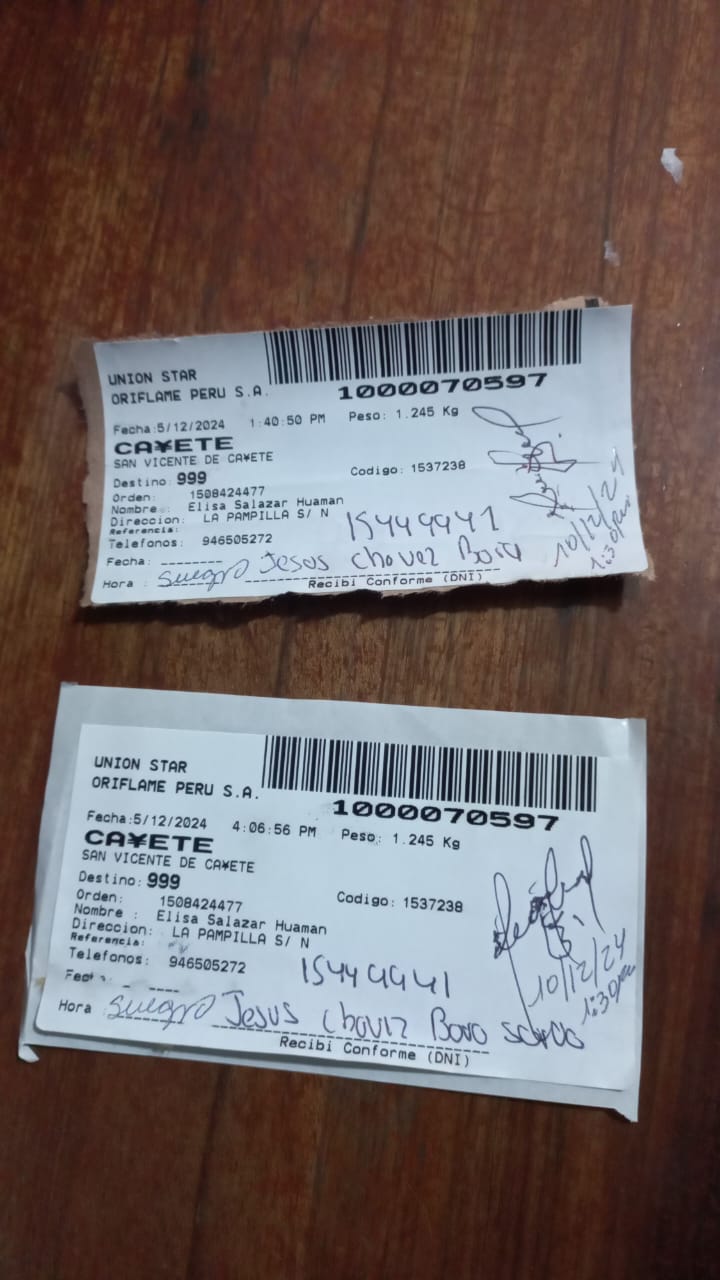 UNION STAR
ORIFLAME PERU S.A.
1000070597
Fecha:5/12/2024 1:40:50 PM Peso: 1.245 Kg
CA¥ETE
SAN VICENTE DE CA¥ETE
Destino: 999 Codigo: 1537238
Orden: 1508424477
Nombre : Elisa Salazar Huaman
Direccion: LA PAMPILLA S/ N
Referencia:
Telefonos: 946505272 15449941
Fecha: Jesus Chavez
Hora : suegro
Recibi Conforme (DNI)
10/12/24
1:30pm
UNION STAR
ORIFLAME PERU S.A.
1000070597
Fecha:5/12/2024 4:06:56 PM Peso: 1.245 Kg
CA¥ETE
SAN VICENTE DE CA¥ETE
Destino: 999
Orden: 1508424477 Codigo: 1537238
Nombre : Elisa Salazar Huaman
Direccion: LA PAMPILLA S/ N
Referencia:
Telefonos: 946505272 15449941
Hora suegro Jesus Chavez
Recibi Conforme (DNI)
10/12/24
1:30pm